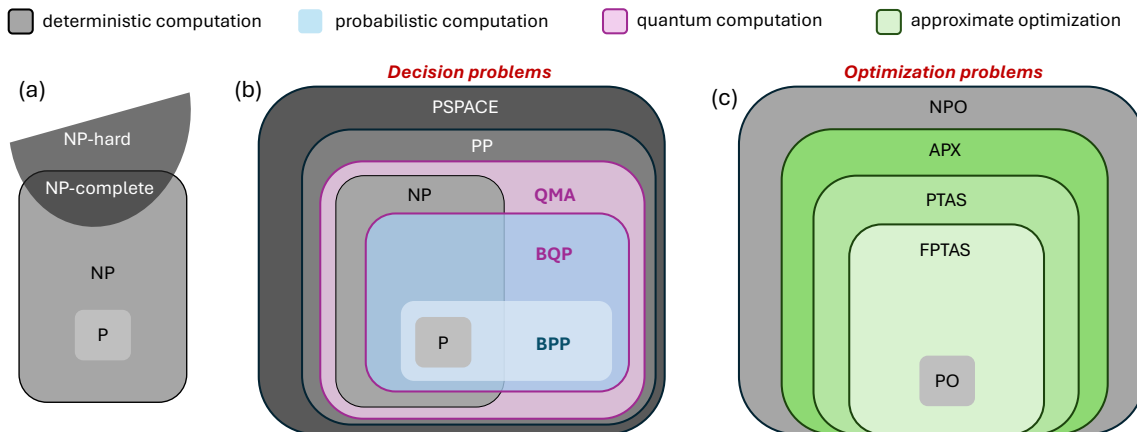 deterministic computation
probabilistic computation
quantum computation
approximate optimization
(a)
NP-hard
NP-complete
NP
P
(b)
Decision problems
PSPACE
PP
NP
QMA
BQP
P
BPP
(c)
Optimization problems
NPO
APX
PTAS
FPTAS
PO